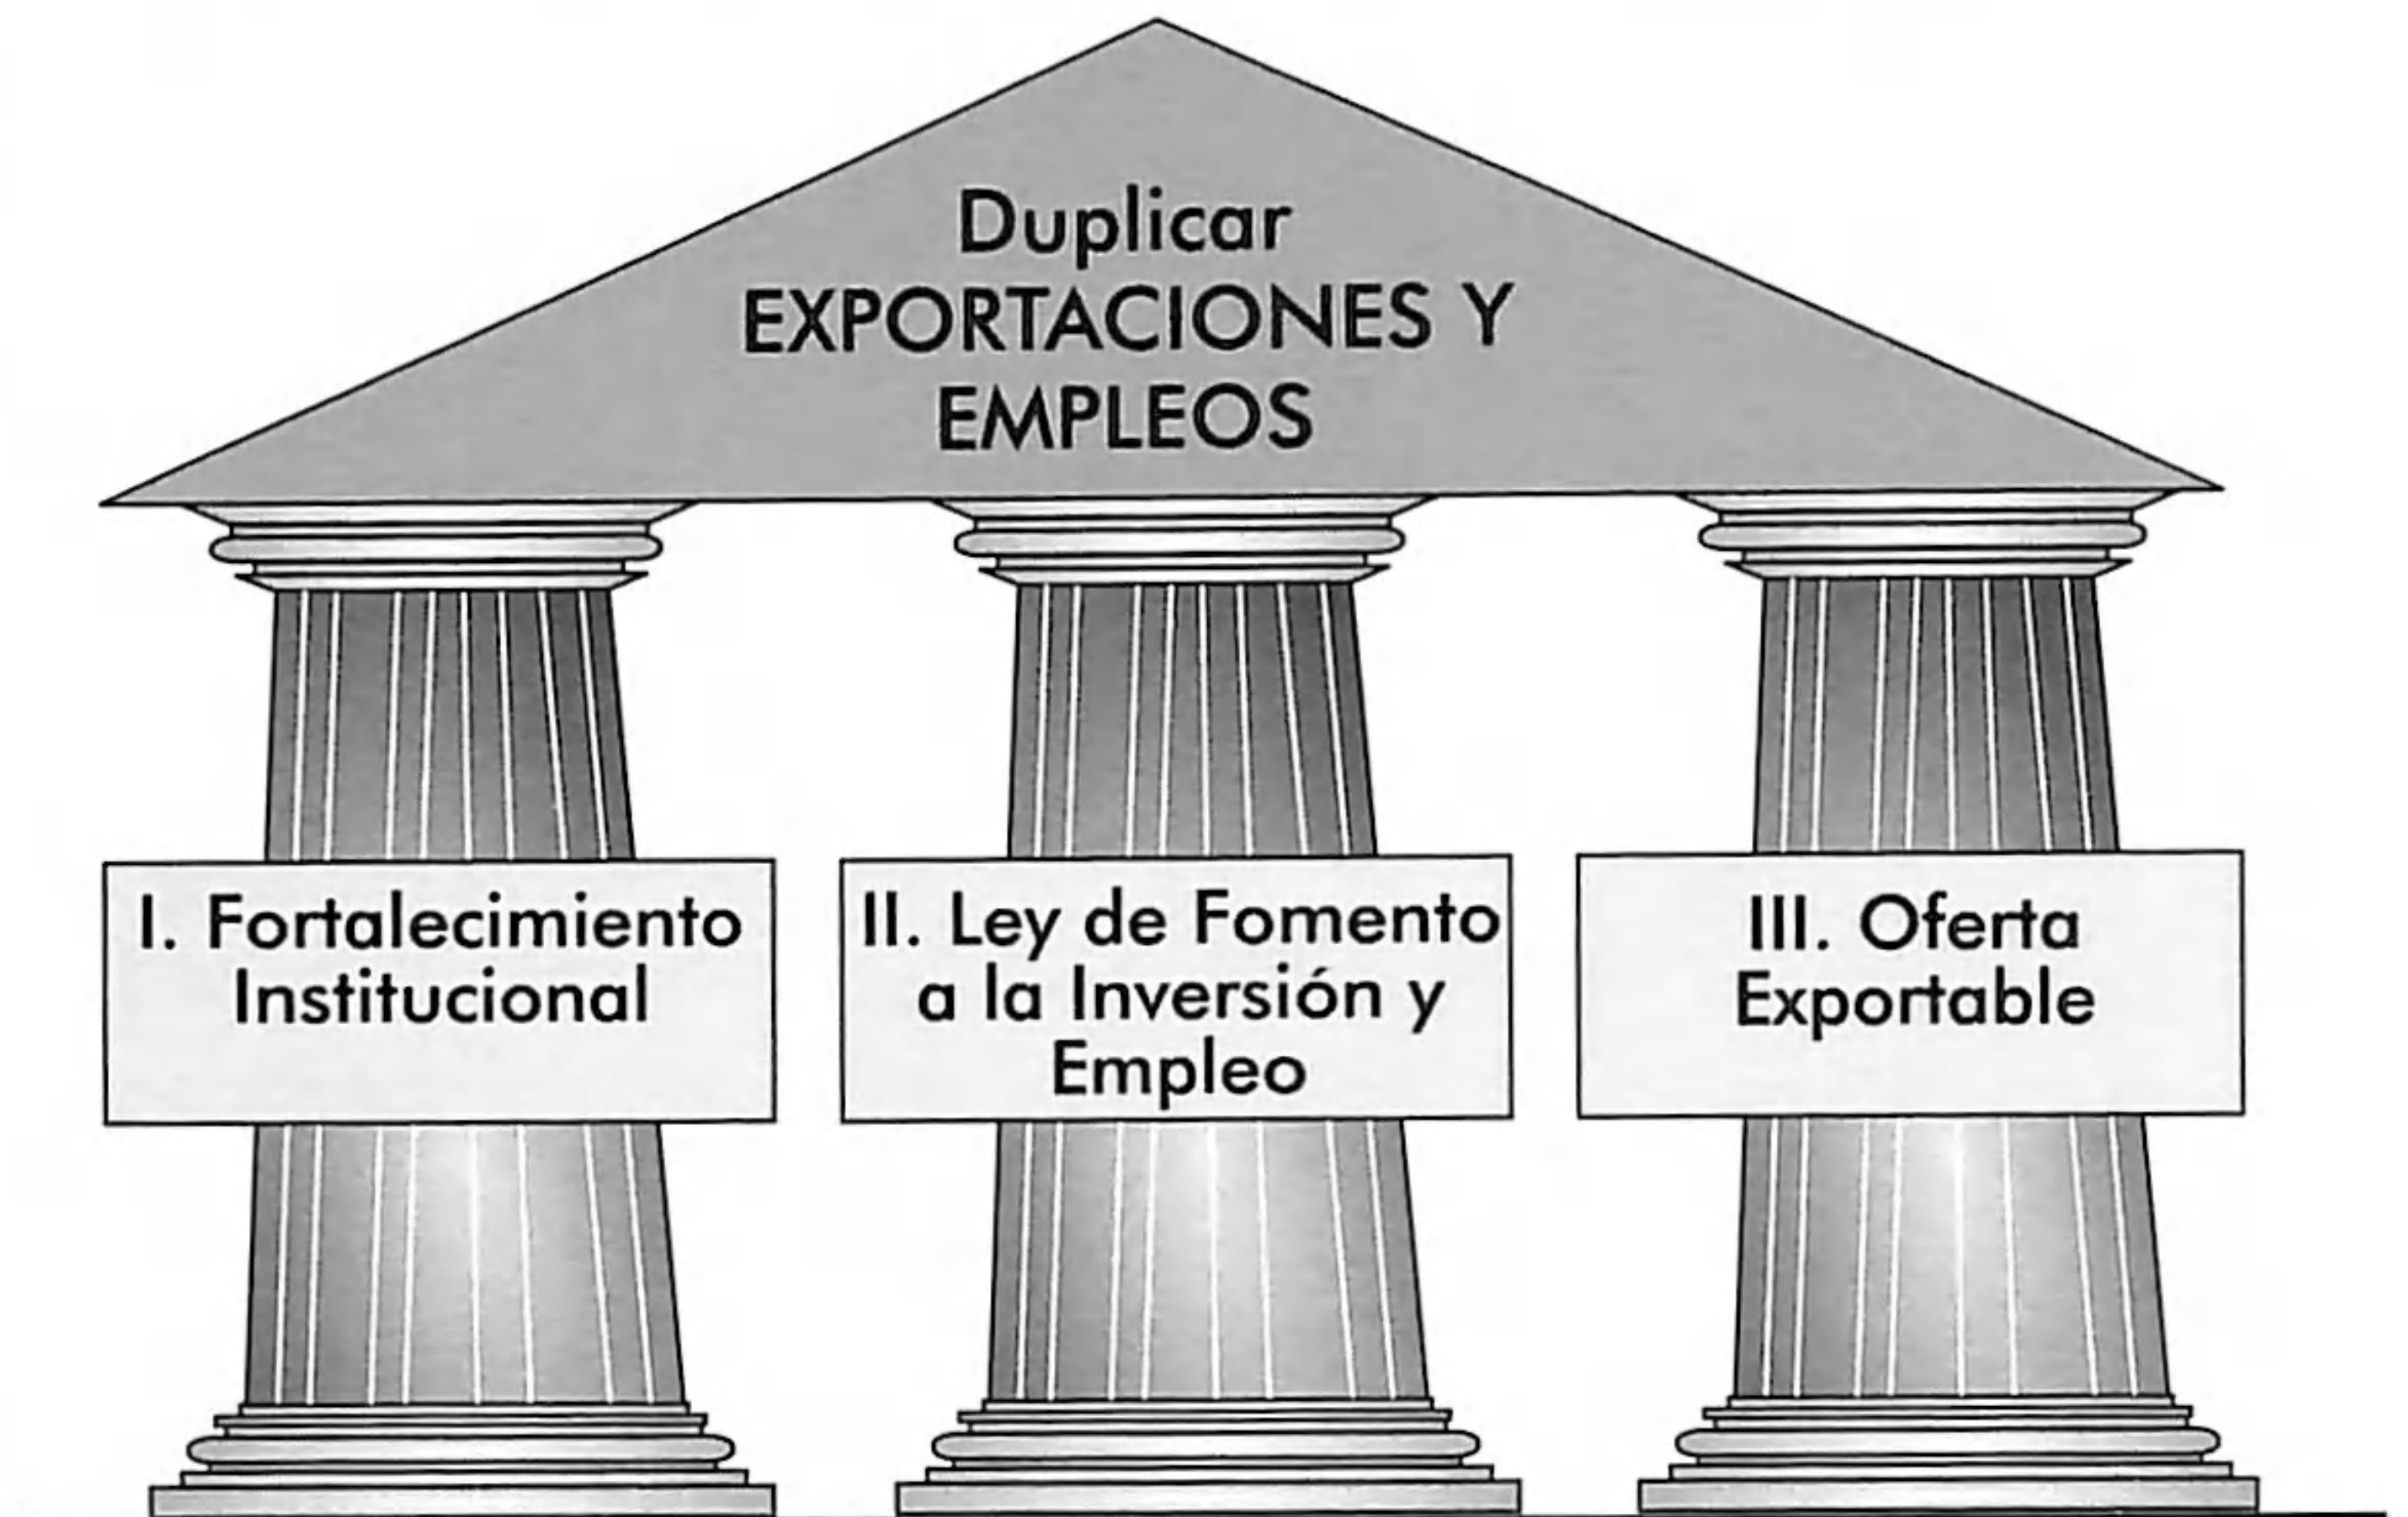 Duplicar
EXPORTACIONES Y
EMPLEOS
I. Fortalecimiento
Institucional
II. Ley de Fomento
a la Inversión y
Empleo
III. Oferta
Exportable